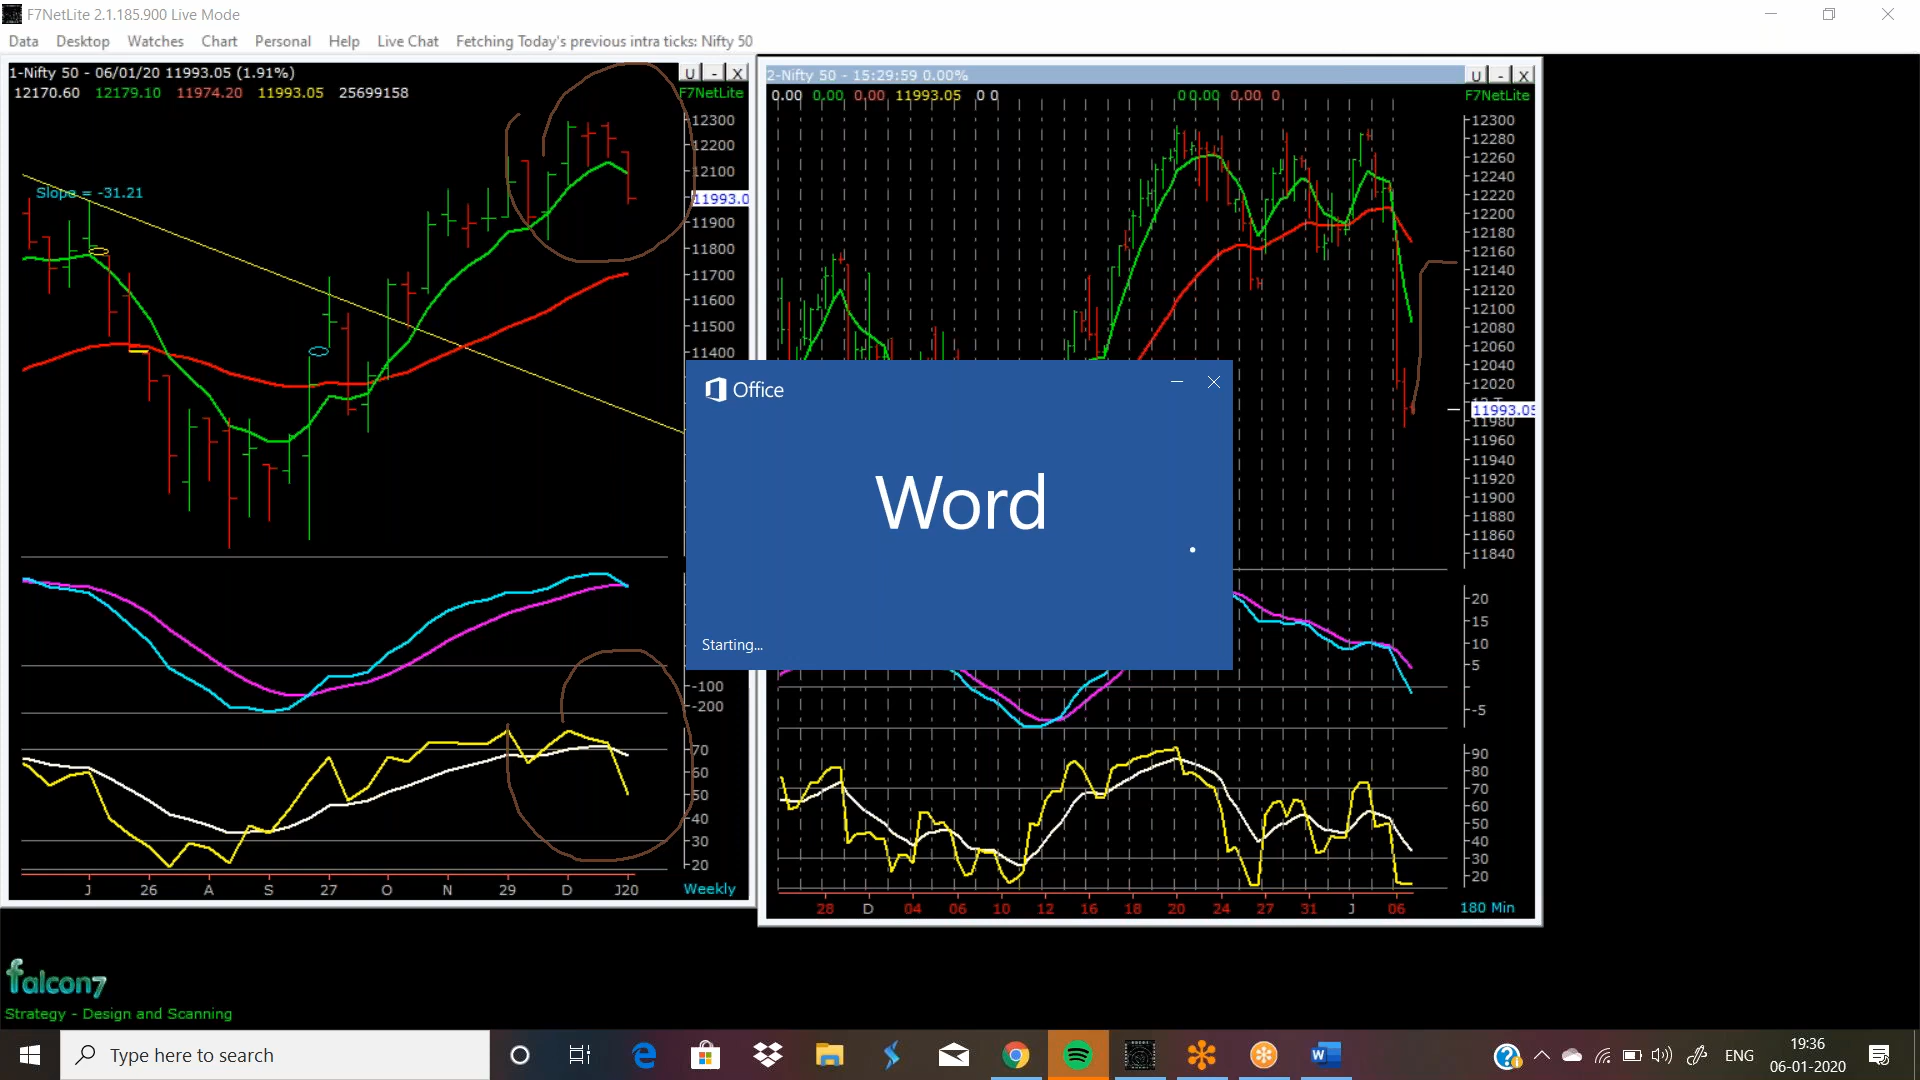 F7NetLite 2.1.185.900 Live Mode
Data Desktop Watches Chart Personal Help Live Chat Fetching Today's previous intra ticks: Nifty 50
1-Nifty 50 - 06/01/20 11993.05 (1.91%)
U - X
12170.60 12179.10 11974.20 11993.05 25699158
F7NetLite
Slope = -31.21
12300
12200
12100
11993.0
11900
11800
11700
11600
11500
11400
-100
-200
70
60
50
40
30
20
J 26 A S 27 O N 29 D J20
Weekly
2-Nifty 50 - 15:29:59 0.00%
U - X
0.00 0.00 0.00 11993.05 0 0
0 0.00 0.00 0
F7NetLite
12300
12280
12260
12240
12220
12200
12180
12160
12140
12120
12100
12080
12060
12040
12020
11993.05
11980
11960
11940
11920
11900
11880
11860
11840
20
15
10
5
-5
90
80
70
60
50
40
30
20
28 D 04 06 10 12 16 18 20 24 27 31 J 06
180 Min
Office
Word
Starting...
falcon7
Strategy - Design and Scanning
Type here to search
ENG
19:36
06-01-2020